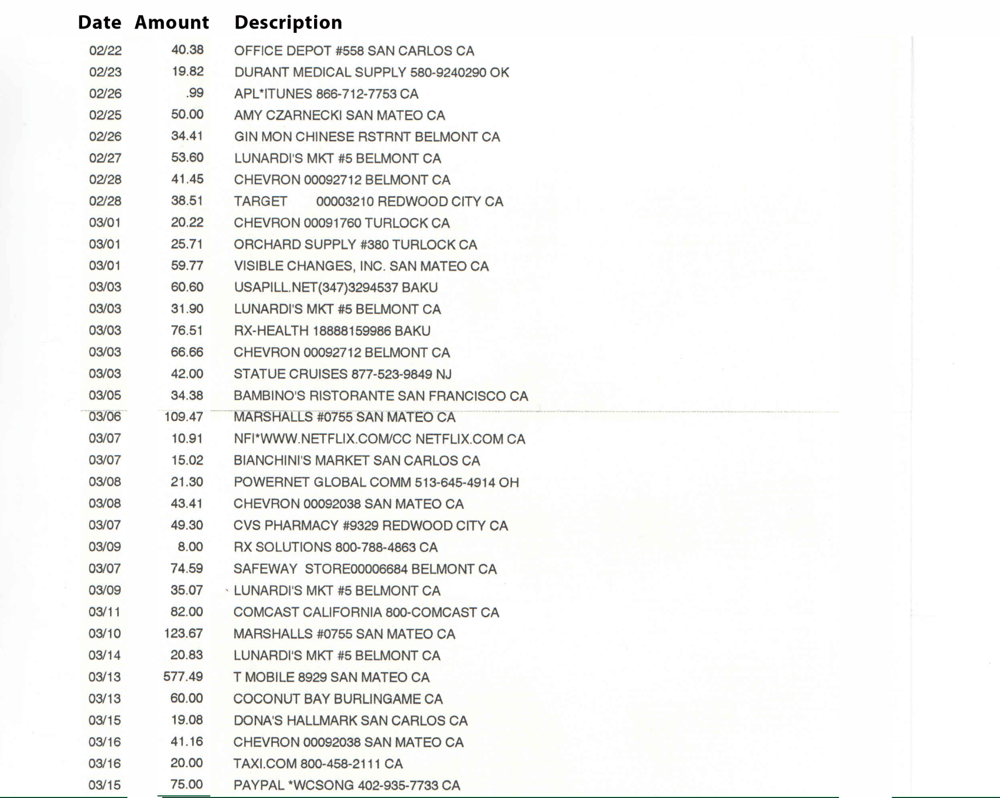 Date Amount Description
02/22 40.38 OFFICE DEPOT #558 SAN CARLOS CA
02/23 19.82 DURANT MEDICAL SUPPLY 580-9240290 OK
02/26 .99 APL*ITUNES 866-712-7753 CA
02/25 50.00 AMY CZARNECKI SAN MATEO CA
02/26 34.41 GIN MON CHINESE RSTRNT BELMONT CA
02/27 53.60 LUNARDI'S MKT #5 BELMONT CA
02/28 41.45 CHEVRON 00092712 BELMONT CA
02/28 38.51 TARGET 00003210 REDWOOD CITY CA
03/01 20.22 CHEVRON 00091760 TURLOCK CA
03/01 25.71 ORCHARD SUPPLY #380 TURLOCK CA
03/01 59.77 VISIBLE CHANGES, INC. SAN MATEO CA
03/03 60.60 USAPILL.NET(347)3294537 BAKU
03/03 31.90 LUNARDI'S MKT #5 BELMONT CA
03/03 76.51 RX-HEALTH 18888159986 BAKU
03/03 66.66 CHEVRON 00092712 BELMONT CA
03/03 42.00 STATUE CRUISES 877-523-9849 NJ
03/05 34.38 BAMBINO'S RISTORANTE SAN FRANCISCO CA
03/06 109.47 MARSHALLS #0755 SAN MATEO CA
03/07 10.91 NFI*WWW.NETFLIX.COM/CC NETFLIX.COM CA
03/07 15.02 BIANCHINI'S MARKET SAN CARLOS CA
03/08 21.30 POWERNET GLOBAL COMM 513-645-4914 OH
03/08 43.41 CHEVRON 00092038 SAN MATEO CA
03/07 49.30 CVS PHARMACY #9329 REDWOOD CITY CA
03/09 8.00 RX SOLUTIONS 800-788-4863 CA
03/07 74.59 SAFEWAY STORE00006684 BELMONT CA
03/09 35.07 LUNARDI'S MKT #5 BELMONT CA
03/11 82.00 COMCAST CALIFORNIA 800-COMCAST CA
03/10 123.67 MARSHALLS #0755 SAN MATEO CA
03/14 20.83 LUNARDI'S MKT #5 BELMONT CA
03/13 577.49 T MOBILE 8929 SAN MATEO CA
03/13 60.00 COCONUT BAY BURLINGAME CA
03/15 19.08 DONA'S HALLMARK SAN CARLOS CA
03/16 41.16 CHEVRON 00092038 SAN MATEO CA
03/16 20.00 TAXI.COM 800-458-2111 CA
03/15 75.00 PAYPAL *WCSONG 402-935-7733 CA